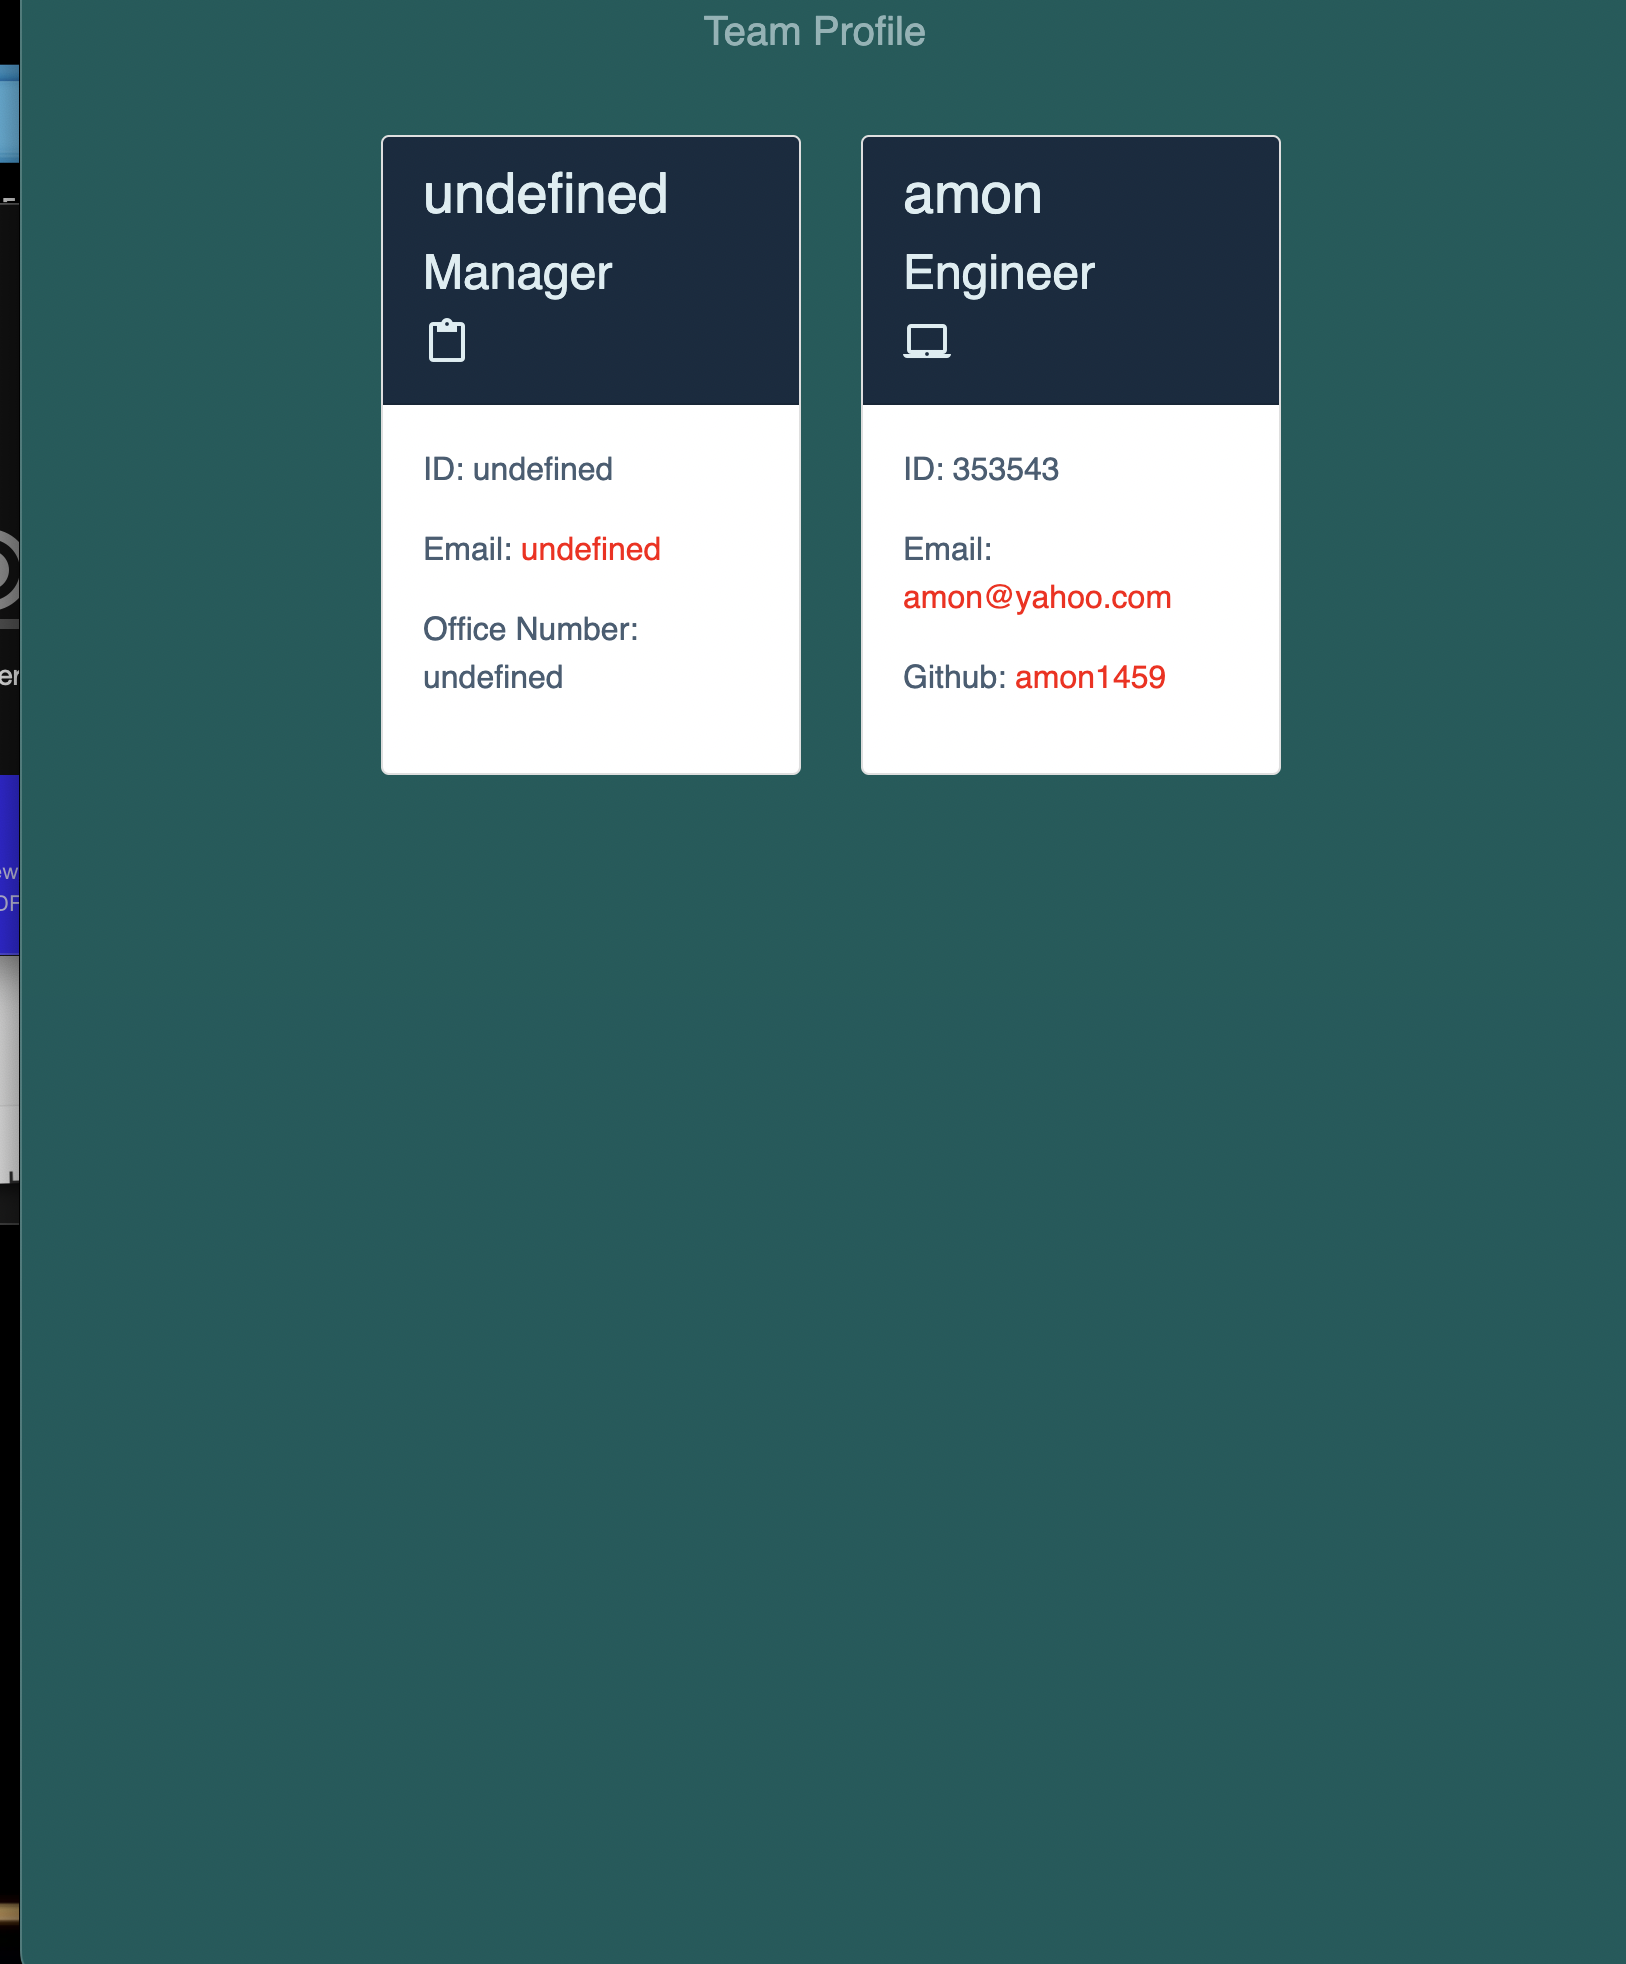 Team Profile
undefined
Manager
ID: undefined
Email: undefined
Office Number:
undefined
amon
Engineer
ID: 353543
Email:
amon@yahoo.com
Github: amon1459